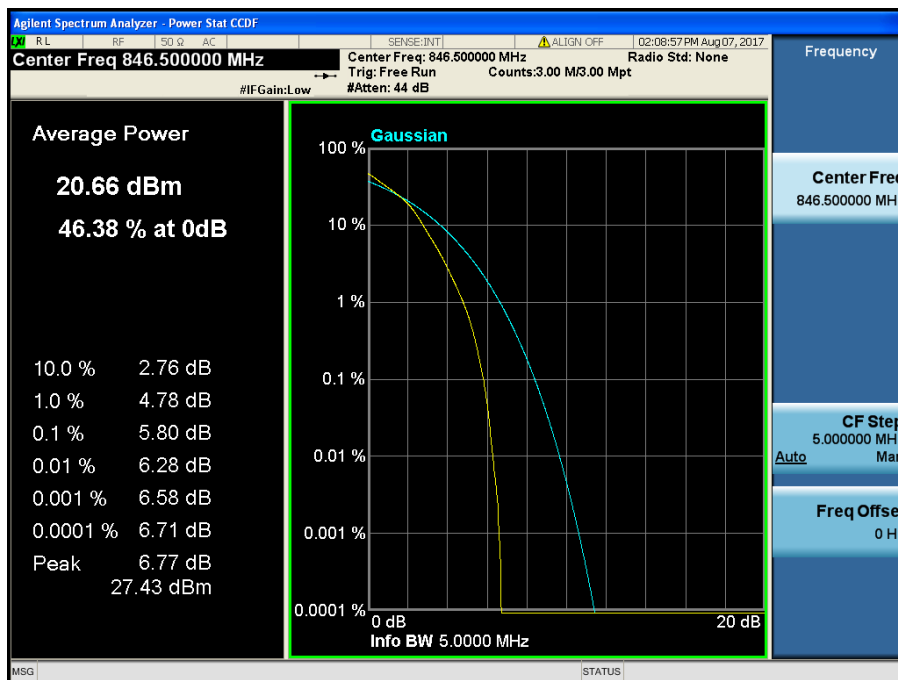 Agilent Spectrum Analyzer - Power Stat CCDF
LXI RL RF 50 Ω AC SENSE:INT ALIGN OFF 02:08:57 PM Aug 07, 2017
Center Freq 846.500000 MHz
Center Freq: 846.500000 MHz Radio Std: None
Trig: Free Run Counts:3.00 M/3.00 Mpt
#IFGain:Low #Atten: 44 dB
Frequency
Average Power
20.66 dBm
46.38 % at 0dB
10.0 % 2.76 dB
1.0 % 4.78 dB
0.1 % 5.80 dB
0.01 % 6.28 dB
0.001 % 6.58 dB
0.0001 % 6.71 dB
Peak 6.77 dB
27.43 dBm
Gaussian
100 %
10 %
1 %
0.1 %
0.01 %
0.001 %
0.0001 %
0 dB 20 dB
Info BW 5.0000 MHz
Center Fre
846.500000 MH
CF Step
5.000000 MH
Auto Ma
Freq Offse
0 H
MSG STATUS